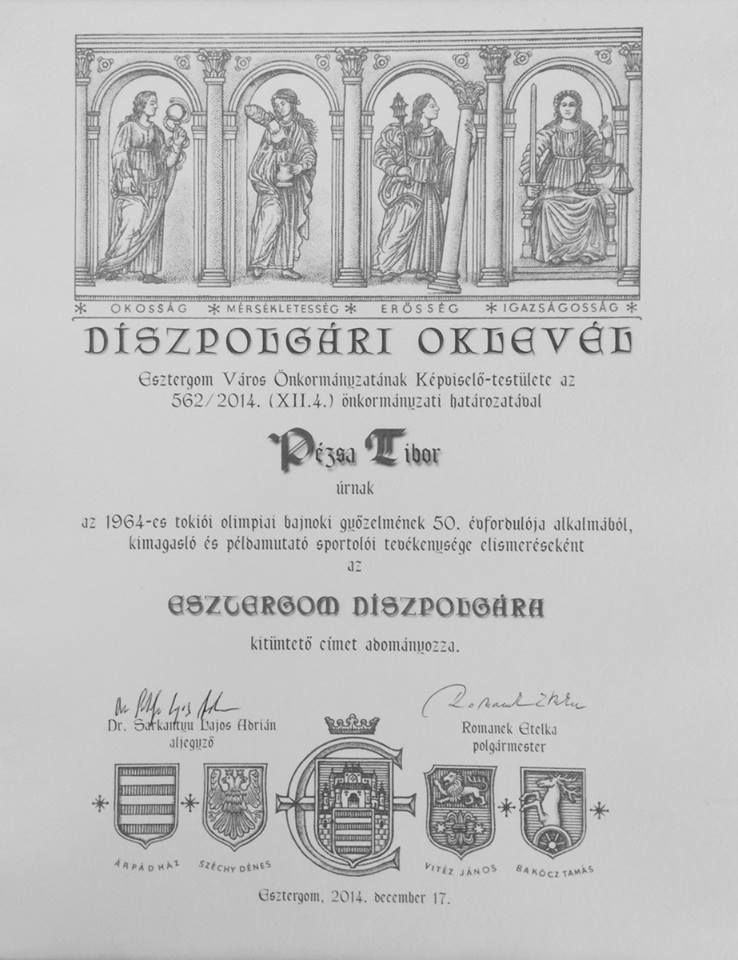 OKOSSÁG * MÉRSÉKLETESSÉG * ERŐSSÉG * IGAZSÁGOSSÁG *
DÍSZPOLGÁRI OKLEVÉL
Esztergom Város Önkormányzatának Képviselő-testülete az
562/2014. (XII.4.) önkormányzati határozatával
Pézsa Tibor
úrnak
az 1964-es tokiói olimpiai bajnoki győzelmének 50. évfordulója alkalmából,
kimagasló és példamutató sportolói tevékenysége elismeréseként
az
ESZTERGOM DÍSZPOLGÁRA
kitüntető címet adományozza.
Dr. Sarkantyu Lajos Adrián
aljegyző
Romanek Etelka
polgármester
ÁRPÁDHÁZ
SZÉCHY DÉNES
VITÉZ JÁNOS
BAKÓCZ TAMÁS
Esztergom, 2014. december 17.